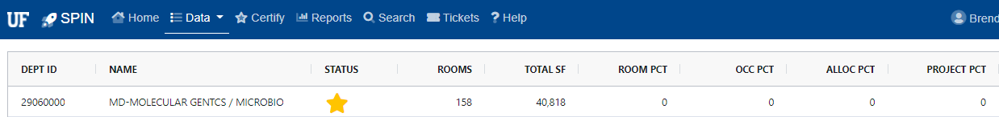 UF SPIN Home Data Certify Reports Search Tickets Help Brend
DEPT ID NAME STATUS ROOMS TOTAL SF ROOM PCT OCC PCT ALLOC PCT PROJECT PCT
29060000 MD-MOLECULAR GENTCS / MICROBIO 158 40,818 0 0 0 0